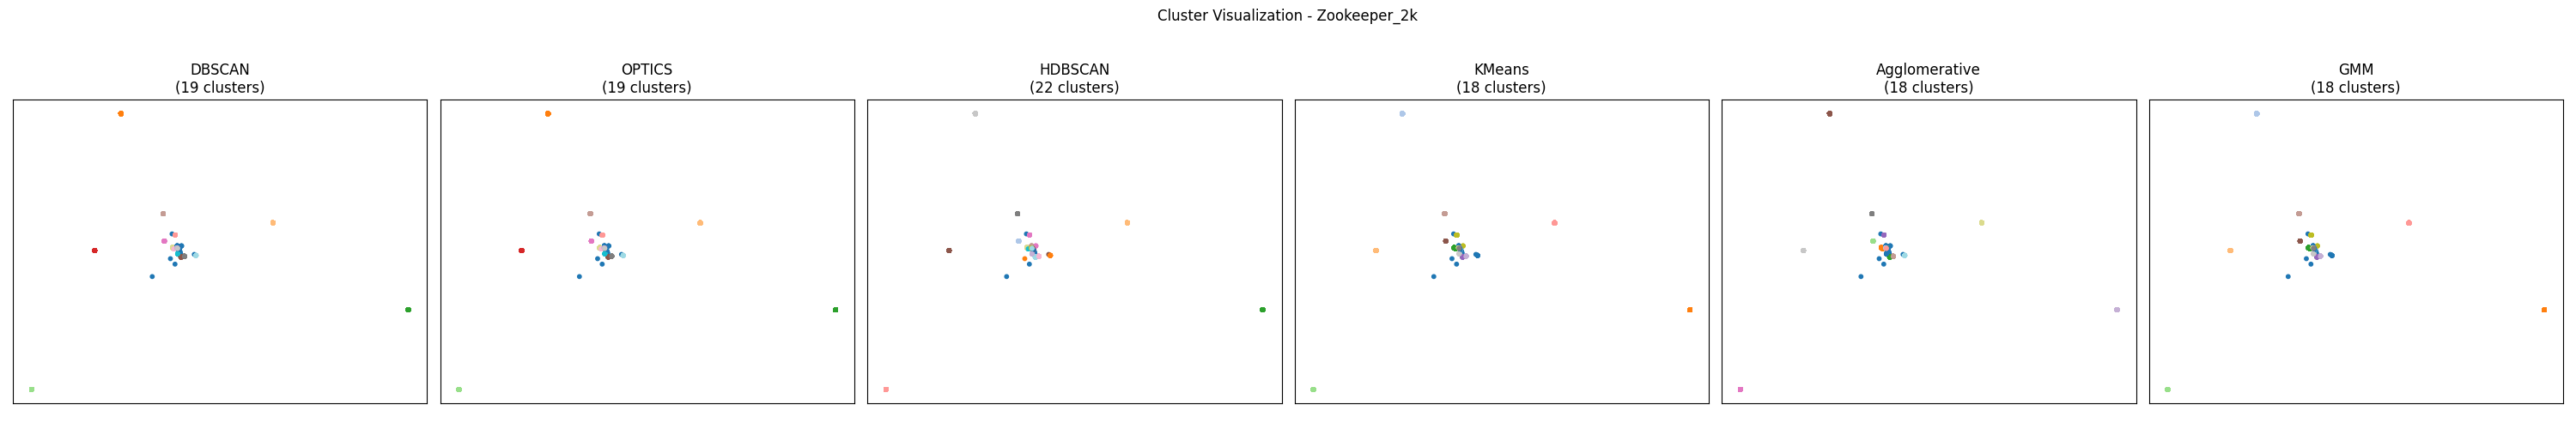 Cluster Visualization - Zookeeper_2k
DBSCAN
(19 clusters)
OPTICS
(19 clusters)
HDBSCAN
(22 clusters)
KMeans
(18 clusters)
Agglomerative
(18 clusters)
GMM
(18 clusters)